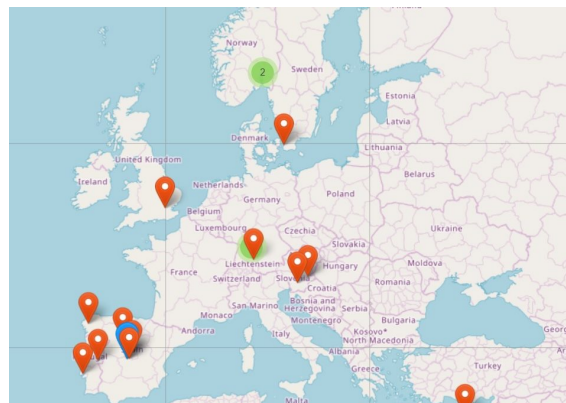 Norway
2
Sweden
Estonia
Latvia
Denmark
Lithuania
United Kingdom
Belarus
Ireland
Netherlands
Poland
Germany
Belgium
Luxembourg
Czechia
Ukraine
Slovakia
Liechtenstein
Hungary
Moldova
France
Switzerland
Romania
Croatia
San Marino
Bosnia and
Herzegovina
Serbia
Monaco
Montenegro
Bulgaria
Andorra
Italy
Kosovo*
North Macedonia
Albania
Greece
Turkey
Malta